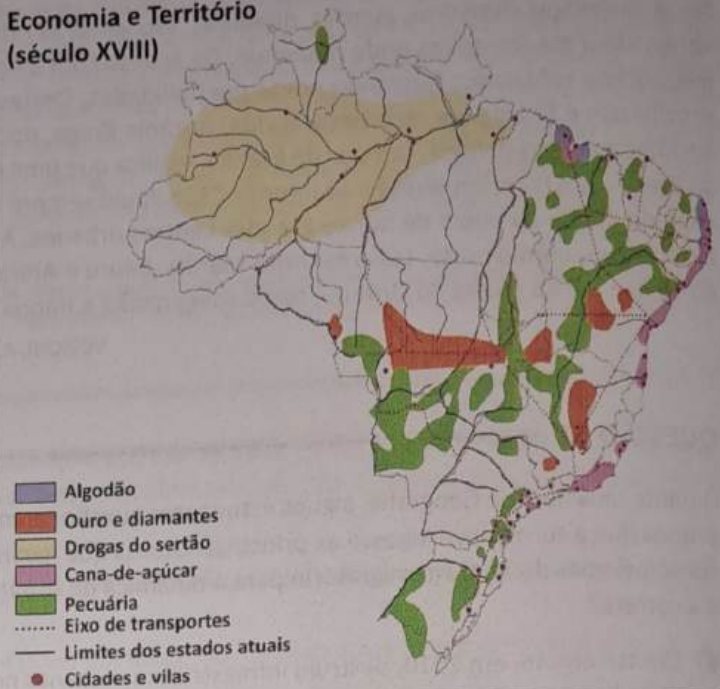 Economia e Território
(século XVIII)
Algodão
Ouro e diamantes
Drogas do sertão
Cana-de-açúcar
Pecuária
Eixo de transportes
Limites dos estados atuais
Cidades e vilas